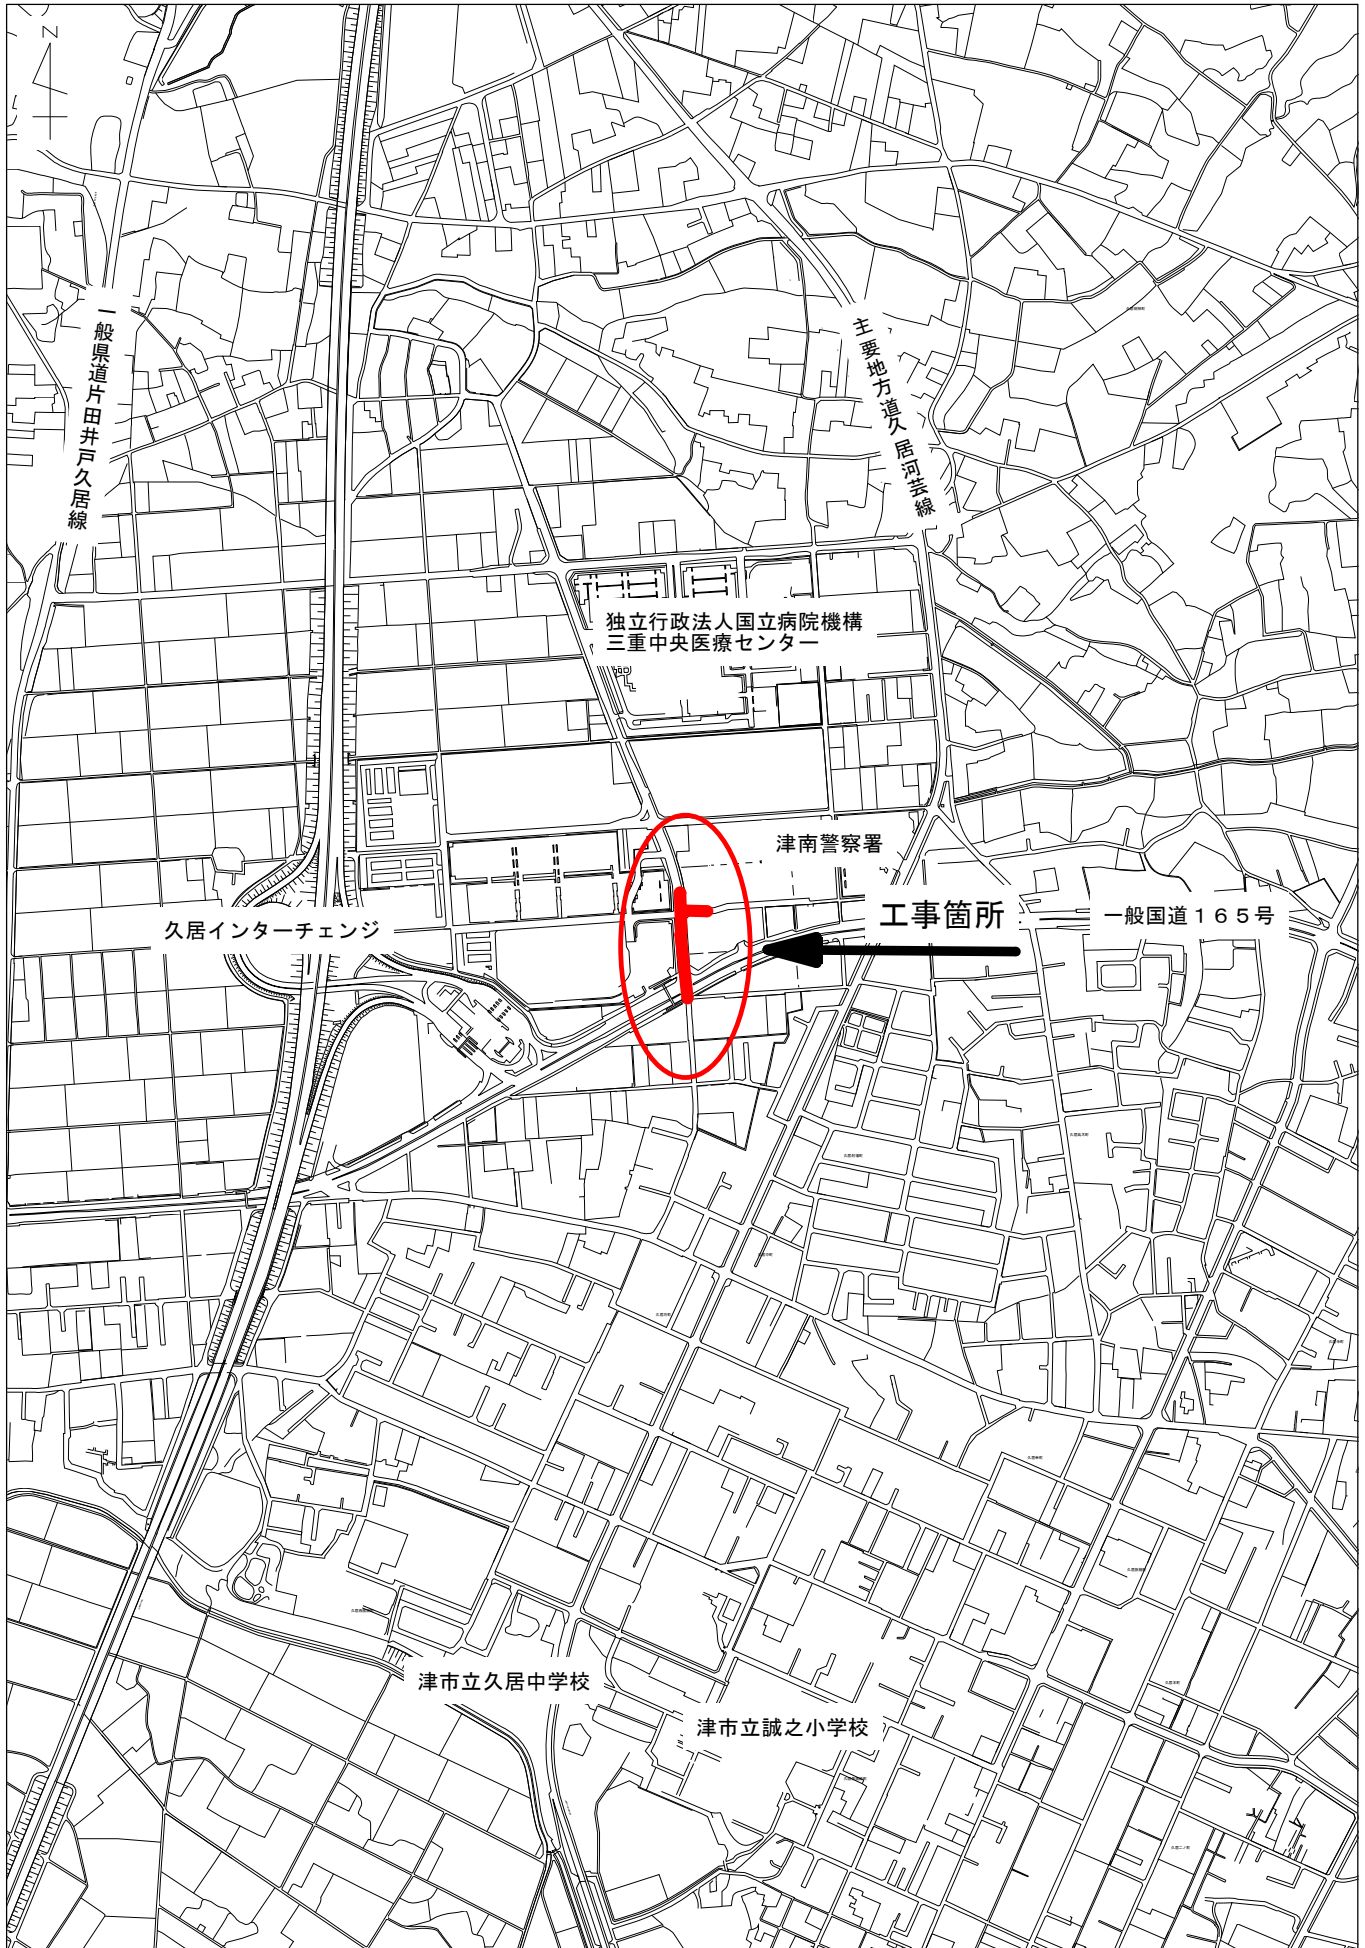 N
一般県道片田井戸久居線
主要地方道久居河芸線
独立行政法人国立病院機構
三重中央医療センター
津南警察署
工事箇所
一般国道１６５号
久居インターチェンジ
津市立久居中学校
津市立誠之小学校